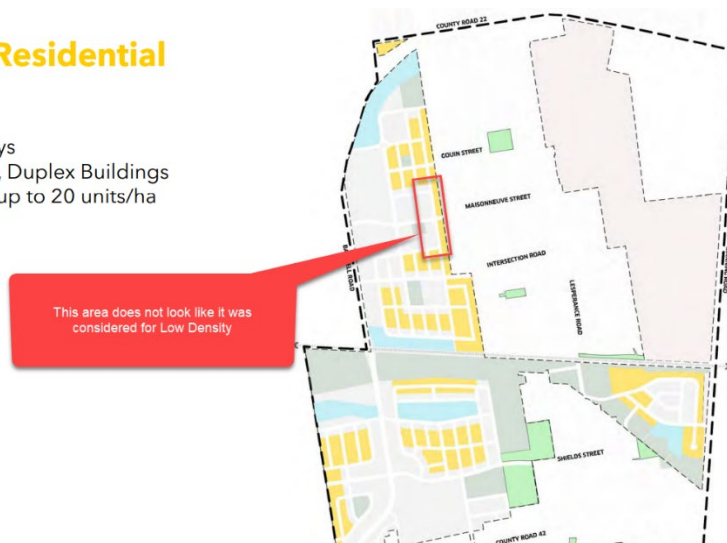 COUNTY ROAD 22
Residential
ys
, Duplex Buildings
up to 20 units/ha
GOUIN STREET
MAISONNEUVE STREET
INTERSECTION ROAD
LESPERANCE ROAD
This area does not look like it was
considered for Low Density
SHIELDS STREET
COUNTY ROAD 42